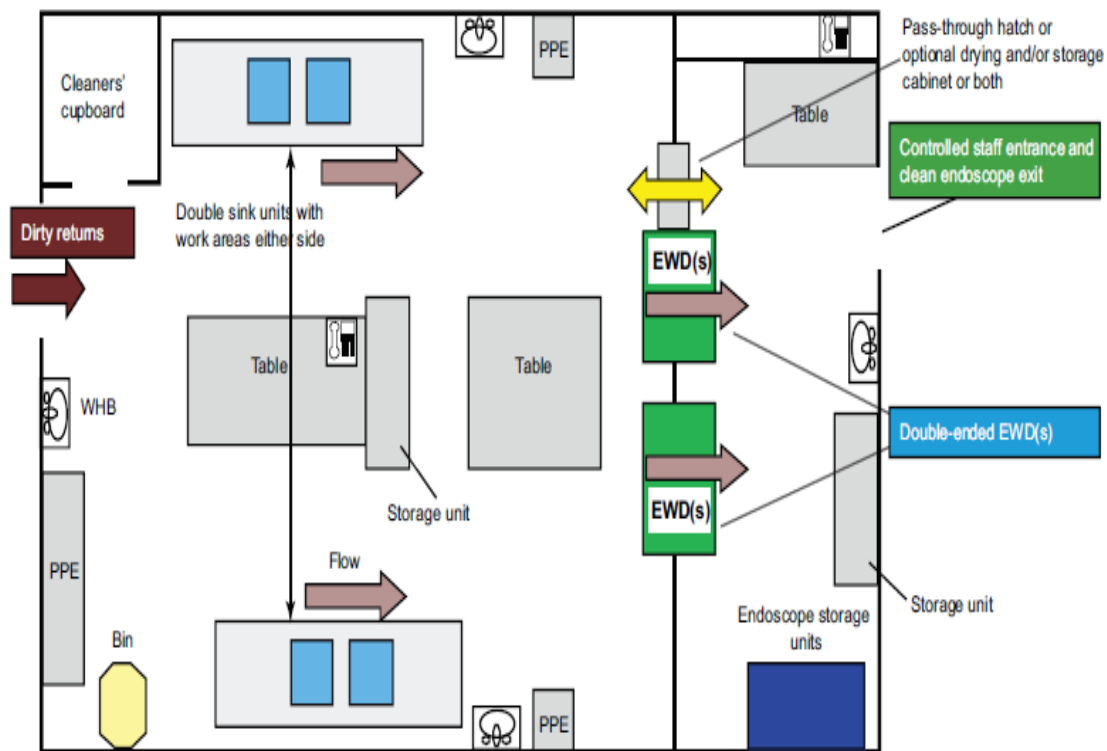 Cleaners'
cupboard
PPE
Pass-through hatch or
optional drying and/or storage
cabinet or both
Table
Controlled staff entrance and
clean endoscope exit
Dirty returns
Double sink units with
work areas either side
EWD(s)
Table
Table
WHB
Double-ended EWD(s)
EWD(s)
Storage unit
PPE
Flow
Storage unit
Endoscope storage
units
Bin
PPE